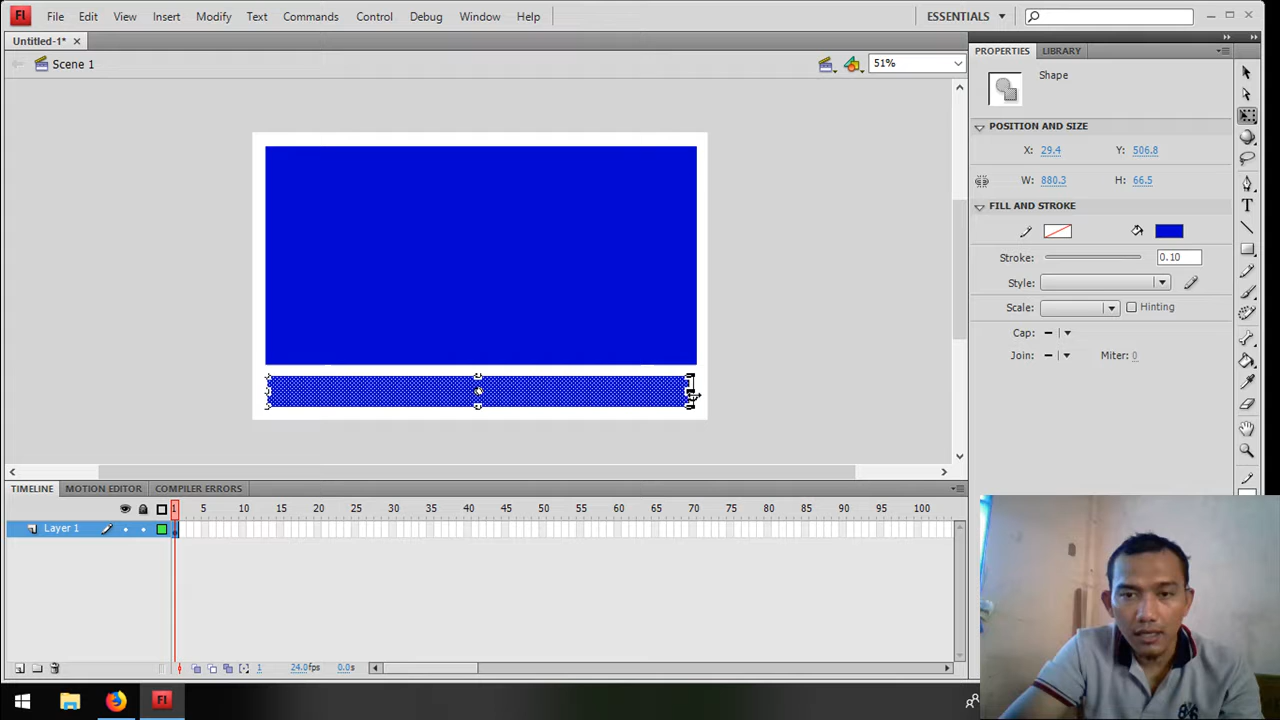 Fl File Edit View Insert Modify Text Commands Control Debug Window Help ESSENTIALS
Untitled-1*
Scene 1 51%
PROPERTIES LIBRARY
Shape
POSITION AND SIZE
X: 29.4 Y: 506.8
W: 880.3 H: 66.5
FILL AND STROKE
Stroke: 0.10
Style:
Scale: Hinting
Cap:
Join: Miter: 0
TIMELINE MOTION EDITOR COMPILER ERRORS
1 5 10 15 20 25 30 35 40 45 50 55 60 65 70 75 80 85 90 95 100
Layer 1
1 24.0fps 0.0s
Fl